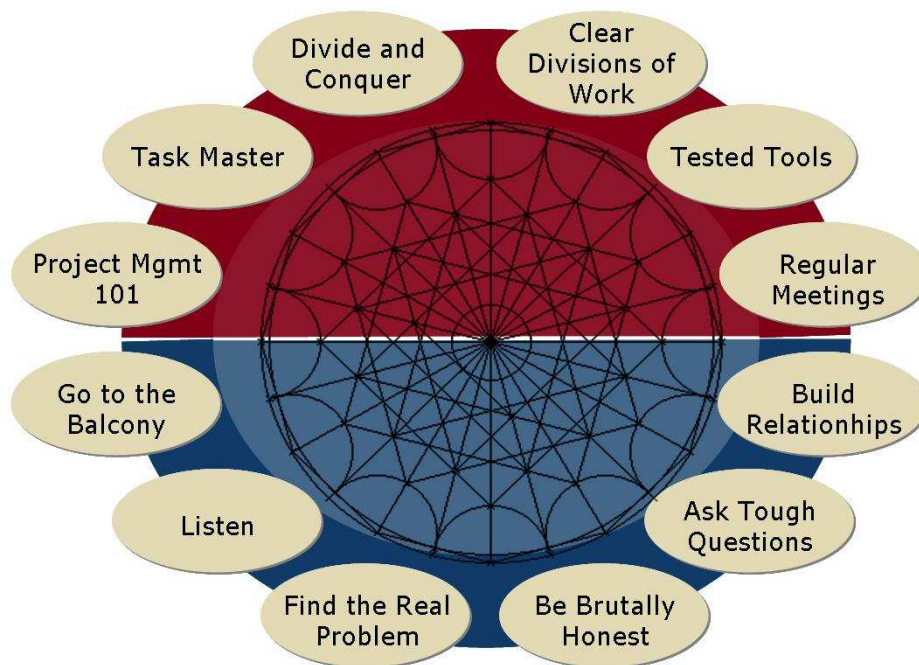 Divide and
Conquer
Clear
Divisions of
Work
Task Master
Tested Tools
Project Mgmt
101
Regular
Meetings
Go to the
Balcony
Build
Relationhips
Listen
Ask Tough
Questions
Find the Real
Problem
Be Brutally
Honest